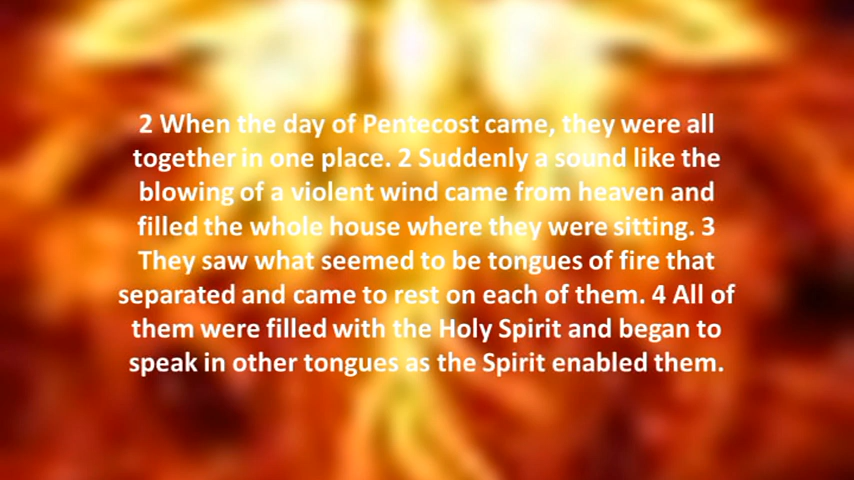 2 When the day of Pentecost came, they were all
together in one place. 2 Suddenly a sound like the
blowing of a violent wind came from heaven and
filled the whole house where they were sitting. 3
They saw what seemed to be tongues of fire that
separated and came to rest on each of them. 4 All of
them were filled with the Holy Spirit and began to
speak in other tongues as the Spirit enabled them.